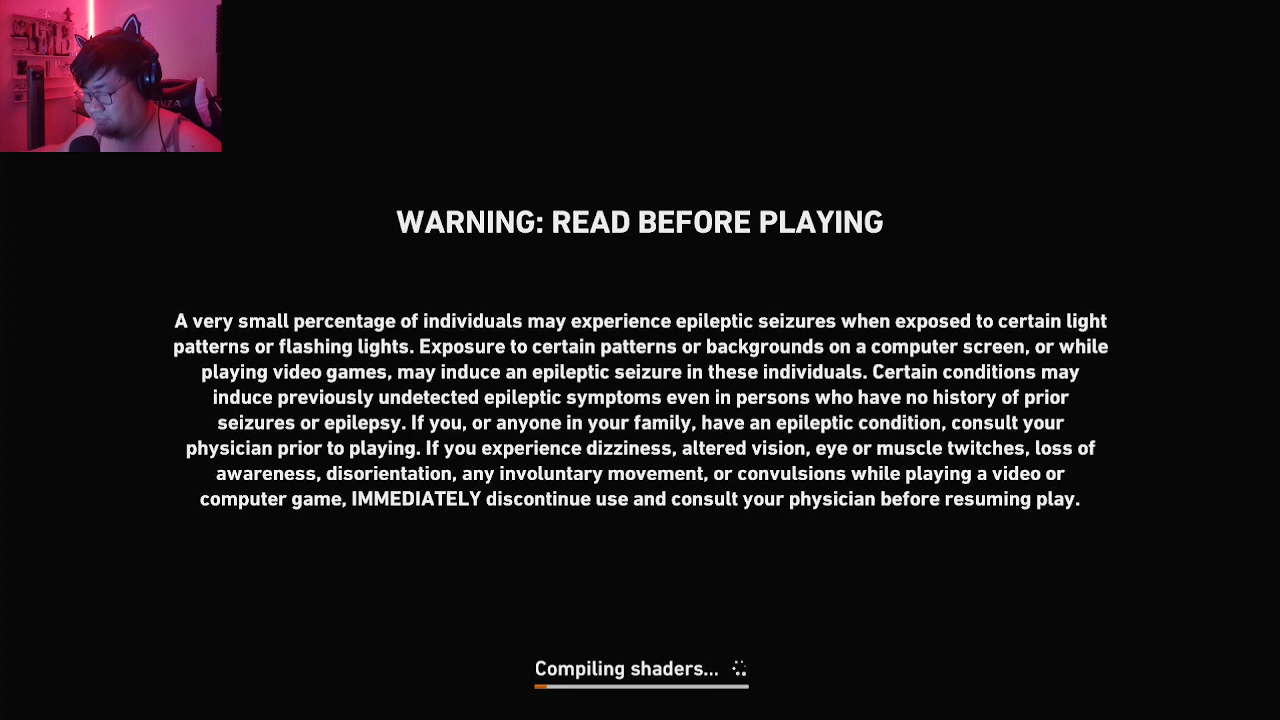 WARNING: READ BEFORE PLAYING
A very small percentage of individuals may experience epileptic seizures when exposed to certain light
patterns or flashing lights. Exposure to certain patterns or backgrounds on a computer screen, or while
playing video games, may induce an epileptic seizure in these individuals. Certain conditions may
induce previously undetected epileptic symptoms even in persons who have no history of prior
seizures or epilepsy. If you, or anyone in your family, have an epileptic condition, consult your
physician prior to playing. If you experience dizziness, altered vision, eye or muscle twitches, loss of
awareness, disorientation, any involuntary movement, or convulsions while playing a video or
computer game, IMMEDIATELY discontinue use and consult your physician before resuming play.
Compiling shaders...